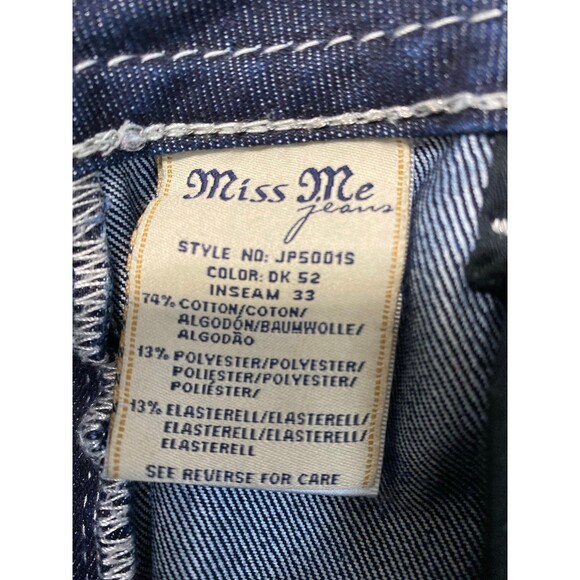 Miss Me
jeans
STYLE NO: JP5001S
COLOR: DK 52
INSEAM 33
74% COTTON/COTON/
ALGODÓN/BAUMWOLLE/
ALGODÃO
13% POLYESTER/POLYESTER/
POLIÉSTER/POLYESTER/
POLIÉSTER/
13% ELASTERELL/ELASTERELL/
ELASTERELL/ELASTERELL/
ELASTERELL
SEE REVERSE FOR CARE